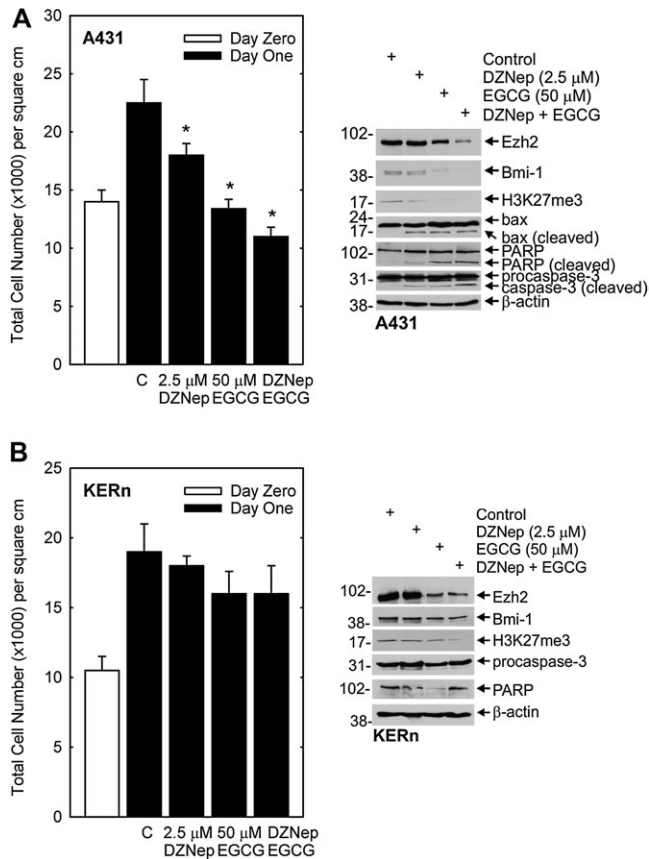 A
A431
Day Zero
Day One
Total Cell Number (x1000) per square cm
30
25
20
15
10
5
0
*
*
*
C
2.5 μM
DZNep
50 μM
EGCG
DZNep
EGCG
+
+
+
+
Control
DZNep (2.5 μM)
EGCG (50 μM)
DZNep + EGCG
102-
38-
17-
24
17-
102-
31-
38-
Ezh2
Bmi-1
H3K27me3
bax
bax (cleaved)
PARP
PARP (cleaved)
procaspase-3
caspase-3 (cleaved)
β-actin
A431
B
KERn
Day Zero
Day One
Total Cell Number (x1000) per square cm
25
20
15
10
5
0
C
2.5 μM
DZNep
50 μM
EGCG
DZNep
EGCG
+
+
+
+
Control
DZNep (2.5 μM)
EGCG (50 μM)
DZNep + EGCG
102-
38-
17-
31-
102-
38-
Ezh2
Bmi-1
H3K27me3
procaspase-3
PARP
β-actin
KERn